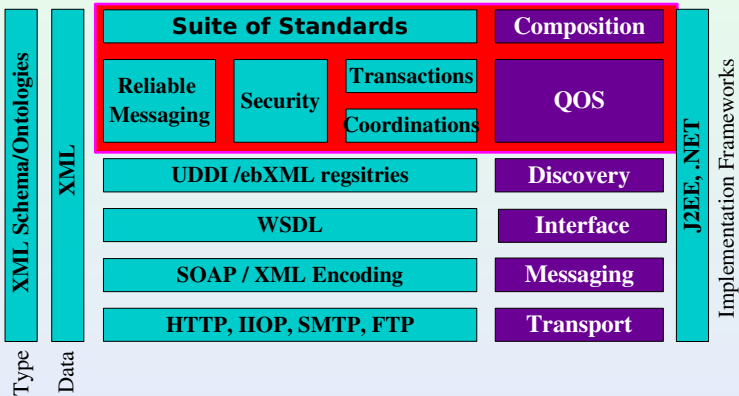 Suite of Standards
Composition
Reliable
Messaging
Security
Transactions
Coordinations
QOS
UDDI /ebXML regsitries
Discovery
WSDL
Interface
SOAP / XML Encoding
Messaging
HTTP, IIOP, SMTP, FTP
Transport
XML Schema/Ontologies
XML
J2EE, .NET
Implementation Frameworks
Type
Data